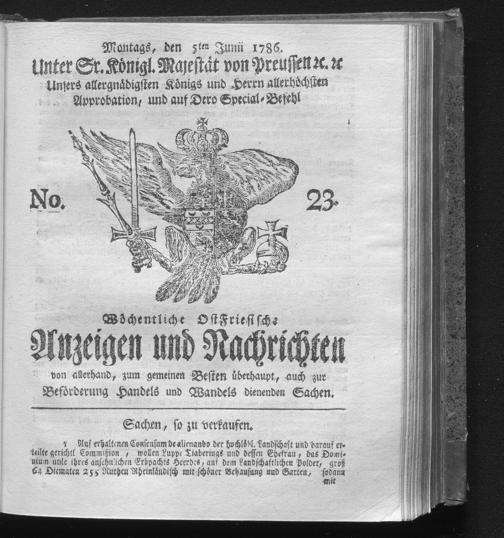 Montags, den 5ten Junii 1786.
Unter Sr. Königl. Majestät von Preussen ꝛc. ꝛc
Unsers allergnädigsten Königs und Herrn allerhöchsten
Approbation, und auf Dero Special-Befehl
No. 23.
Wöchentliche OstFriesische
Anzeigen und Nachrichten
von allerhand, zum gemeinen Besten überhaupt, auch zur
Beförderung Handels und Wandels dienenden Sachen.
Sachen, so zu verkaufen.
1 Auf erhaltenen Consensum de alienando der hochlöbl. Landschaft und darauf er-
teilte gerichtl Commißion, wollen Luppe Tiaberings und dessen Ehefrau, das Domi-
nium utile ihres ansehnlichen Erbpachts Heerdes, auf dem Landschaftlichen Polder, groß
69 Diematen 255 Ruthen Rheinländisch mit schöner Behausung und Garten, sodann
mit